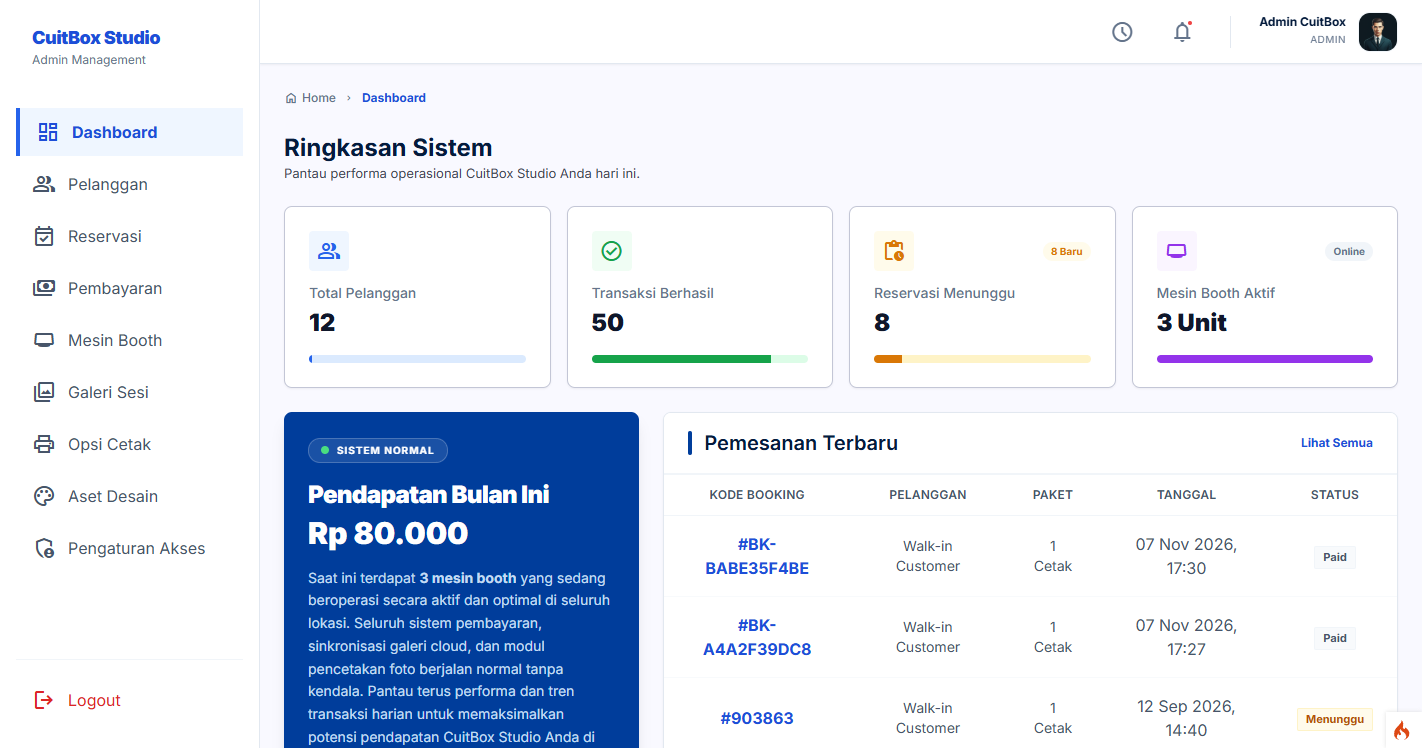 CuitBox Studio
Admin Management
Dashboard
Pelanggan
Reservasi
Pembayaran
Mesin Booth
Galeri Sesi
Opsi Cetak
Aset Desain
Pengaturan Akses
Logout
Admin CuitBox
ADMIN
Home › Dashboard
Ringkasan Sistem
Pantau performa operasional CuitBox Studio Anda hari ini.
Total Pelanggan
12
Transaksi Berhasil
50
8 Baru
Reservasi Menunggu
8
Online
Mesin Booth Aktif
3 Unit
SISTEM NORMAL
Pendapatan Bulan Ini
Rp 80.000
Saat ini terdapat 3 mesin booth yang sedang
beroperasi secara aktif dan optimal di seluruh
lokasi. Seluruh sistem pembayaran,
sinkronisasi galeri cloud, dan modul
pencetakan foto berjalan normal tanpa
kendala. Pantau terus performa dan tren
transaksi harian untuk memaksimalkan
potensi pendapatan CuitBox Studio Anda di
Pemesanan Terbaru
Lihat Semua
KODE BOOKING PELANGGAN PAKET TANGGAL STATUS
#BK-
BABE35F4BE
Walk-in
Customer
1
Cetak
07 Nov 2026,
17:30
Paid
#BK-
A4A2F39DC8
Walk-in
Customer
1
Cetak
07 Nov 2026,
17:27
Paid
#903863
Walk-in
Customer
1
Cetak
12 Sep 2026,
14:40
Menunggu